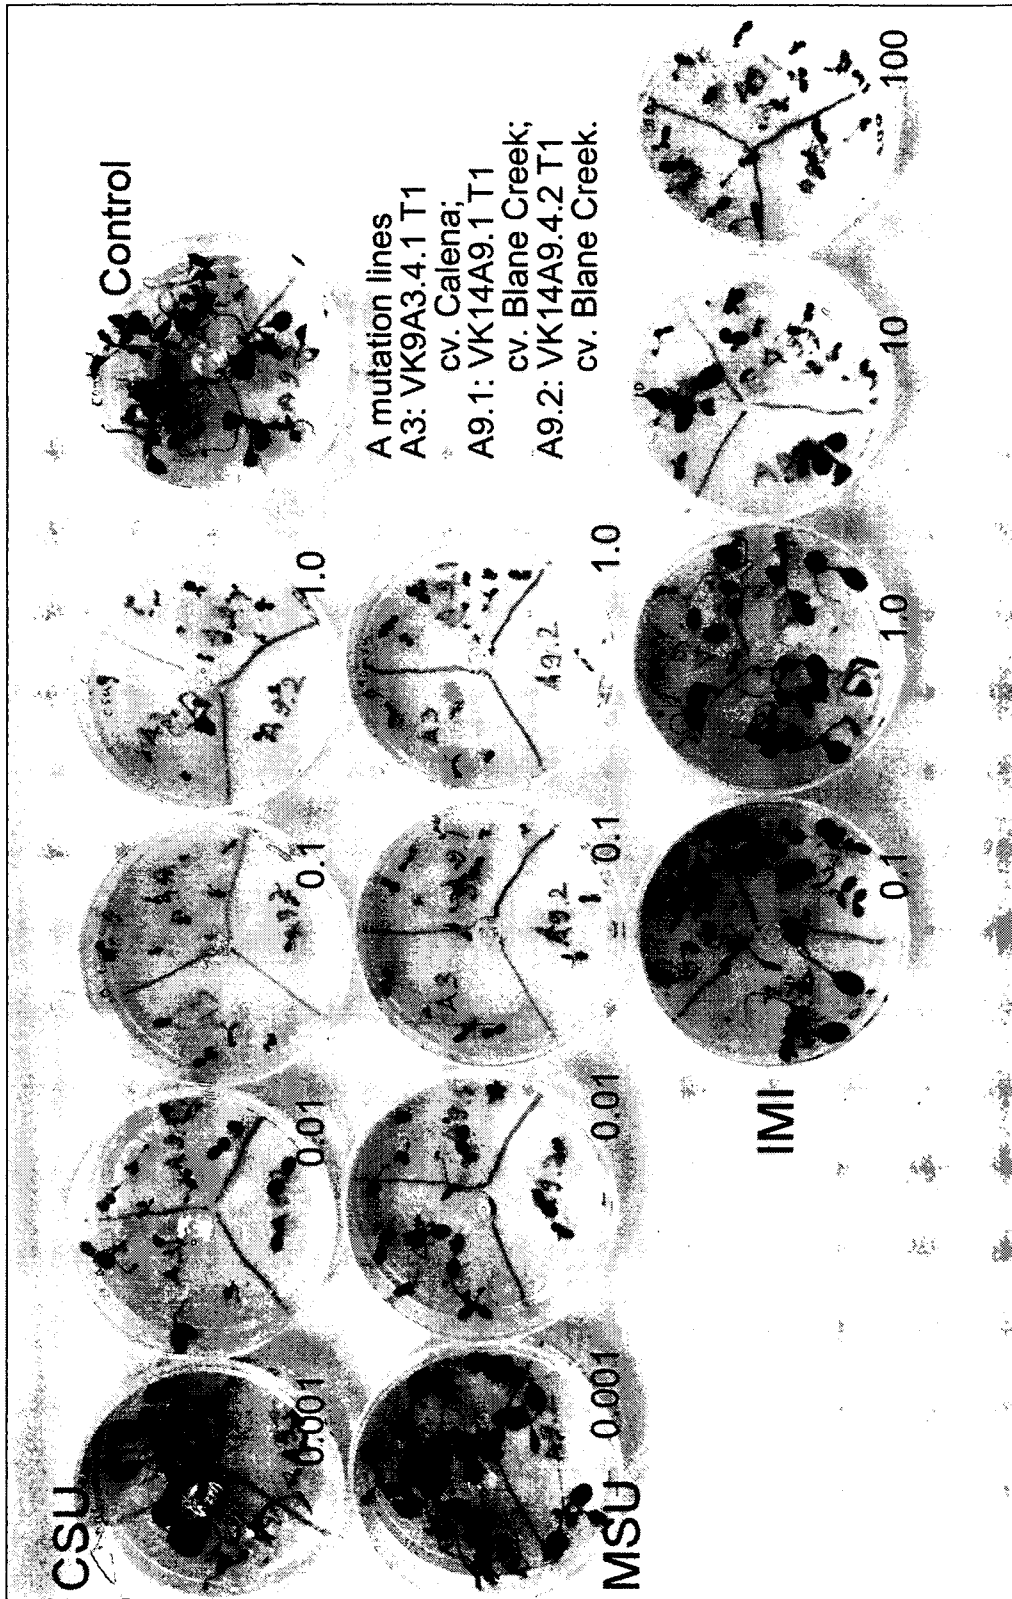 CSU
0.001
0.01
0.1
1.0
Control
MSU
0.001
0.01
0.1
1.0
A9.2
A3
A9.2
A3
A mutation lines
A3: VK9A3.4.1 T1
cv. Calena;
A9.1: VK14A9.1 T1
cv. Blane Creek;
A9.2: VK14A9.4.2 T1
cv. Blane Creek.
IMI
0.1
1.0
10
100